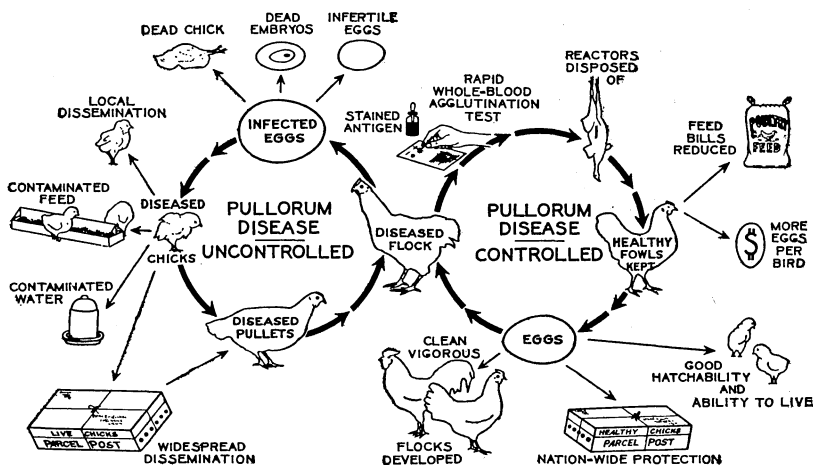 DEAD CHICK
DEAD
EMBRYOS
INFERTILE
EGGS
LOCAL
DISSEMINATION
INFECTED
EGGS
STAINED
ANTIGEN
RAPID
WHOLE-BLOOD
AGGLUTINATION
TEST
REACTORS
DISPOSED
OF
FEED
BILLS
REDUCED
POULTRY
FEED
CONTAMINATED
FEED
DISEASED
CHICKS
PULLORUM
DISEASE
UNCONTROLLED
DISEASED
FLOCK
PULLORUM
DISEASE
CONTROLLED
HEALTHY
FOWLS
KEPT
$
MORE
EGGS
PER
BIRD
CONTAMINATED
WATER
DISEASED
PULLETS
CLEAN
VIGOROUS
EGGS
GOOD
HATCHABILITY
AND
ABILITY TO LIVE
LIVE CHICKS
PARCEL POST
WIDESPREAD
DISSEMINATION
FLOCKS
DEVELOPED
HEALTHY CHICKS
PARCEL POST
NATION-WIDE PROTECTION